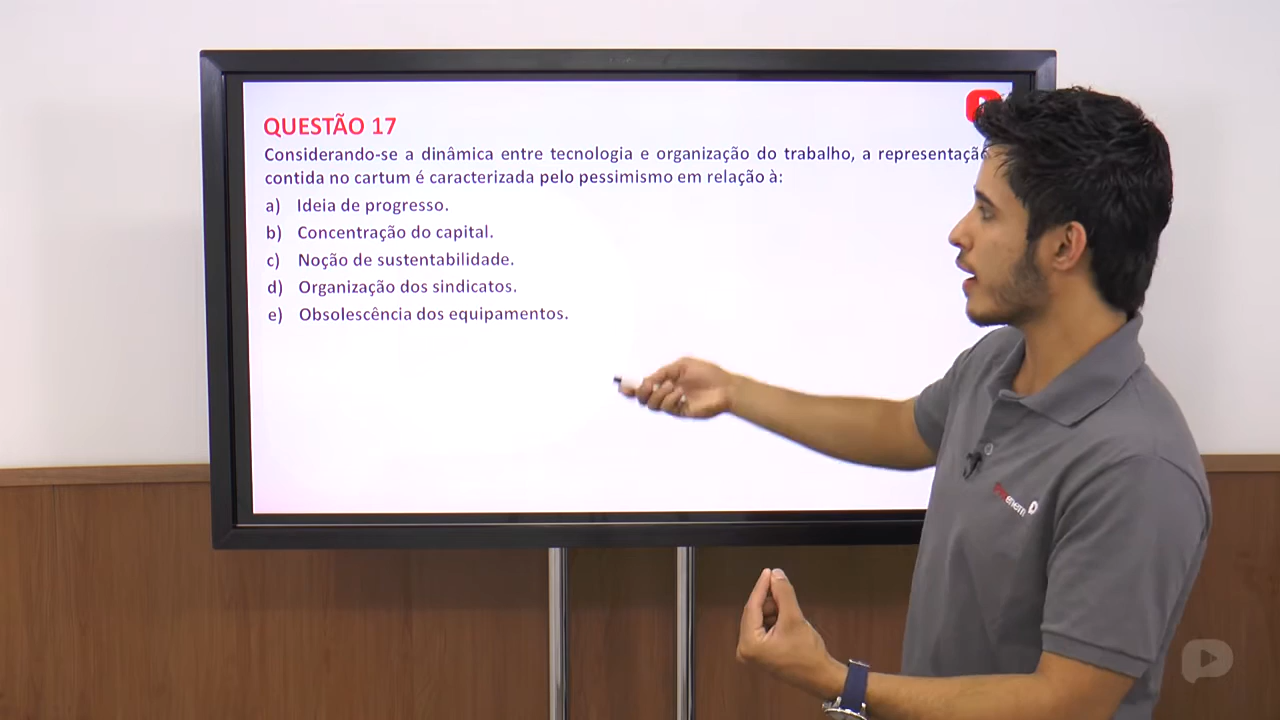 QUESTÃO 17
Considerando-se a dinâmica entre tecnologia e organização do trabalho, a representação
contida no cartum é caracterizada pelo pessimismo em relação à:
a) Ideia de progresso.
b) Concentração do capital.
c) Noção de sustentabilidade.
d) Organização dos sindicatos.
e) Obsolescência dos equipamentos.